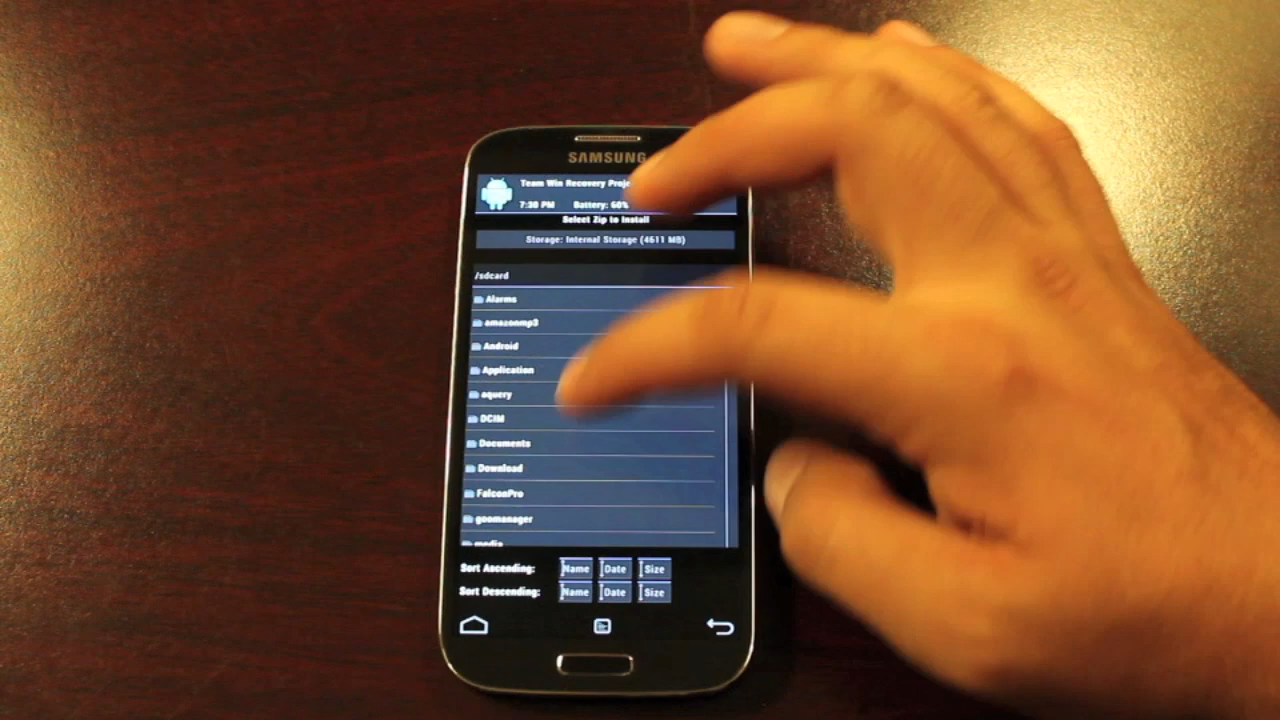 SAMSUNG
Team Win Recovery Proje
7:38 PM Battery: 60%
Select Zip to Install
Storage: Internal Storage (4611 MB)
/sdcard
Alarms
amazonmp3
Android
Application
aquery
DCIM
Documents
Download
FalconPro
goomanager
media
Sort Ascending: Name Date Size
Sort Descending: Name Date Size